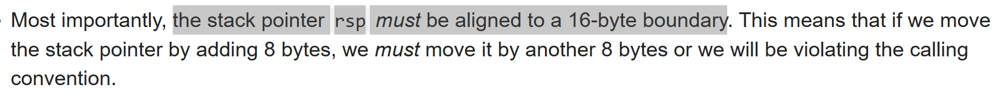 Most importantly, the stack pointer rsp must be aligned to a 16-byte boundary. This means that if we move
the stack pointer by adding 8 bytes, we must move it by another 8 bytes or we will be violating the calling
convention.